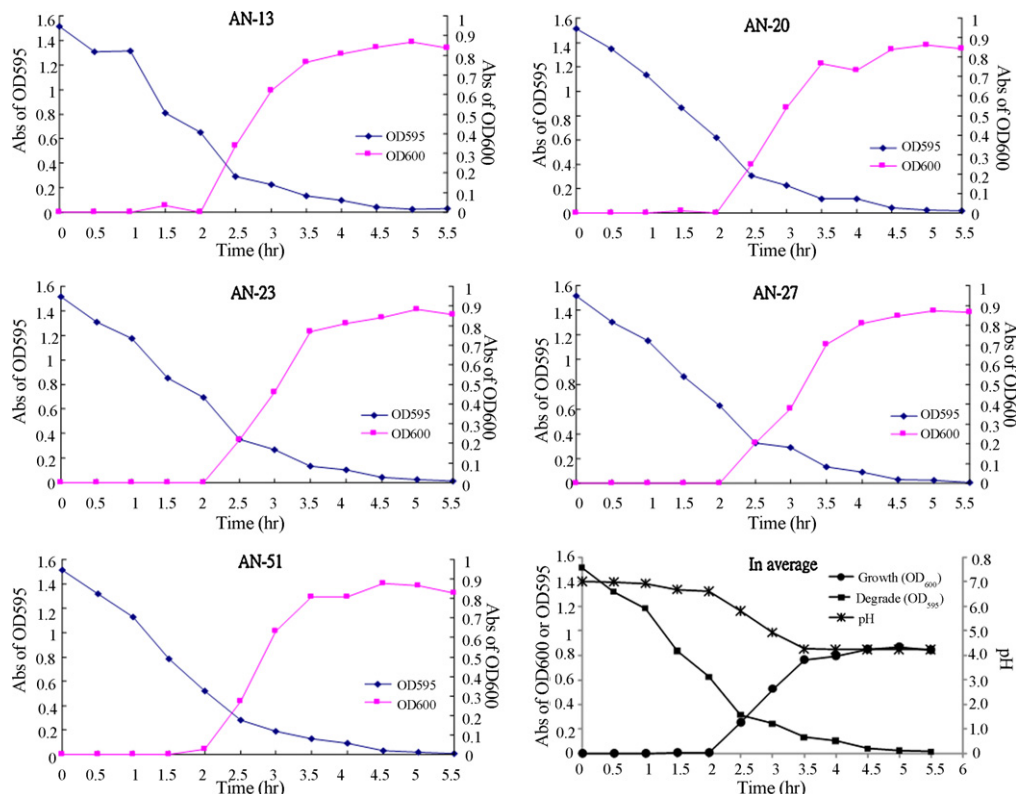 AN-13
Abs of OD595
1.6
1.4
1.2
1
0.8
0.6
0.4
0.2
0
1
0.9
0.8
0.7
0.6
0.5
0.4
0.3
0.2
0.1
0
Abs of OD600
OD595
OD600
0 0.5 1 1.5 2 2.5 3 3.5 4 4.5 5 5.5
Time (hr)
AN-20
Abs of OD595
1.6
1.4
1.2
1
0.8
0.6
0.4
0.2
0
1
0.9
0.8
0.7
0.6
0.5
0.4
0.3
0.2
0.1
0
Abs of OD600
OD595
OD600
0 0.5 1 1.5 2 2.5 3 3.5 4 4.5 5 5.5
Time (hr)
AN-23
Abs of OD595
1.6
1.4
1.2
1
0.8
0.6
0.4
0.2
0
1
0.9
0.8
0.7
0.6
0.5
0.4
0.3
0.2
0.1
0
Abs of OD600
OD595
OD600
0 0.5 1 1.5 2 2.5 3 3.5 4 4.5 5 5.5
Time (hr)
AN-27
Abs of OD595
1.6
1.4
1.2
1
0.8
0.6
0.4
0.2
0
1
0.9
0.8
0.7
0.6
0.5
0.4
0.3
0.2
0.1
0
Abs of OD600
OD595
OD600
0 0.5 1 1.5 2 2.5 3 3.5 4 4.5 5 5.5
Time (hr)
AN-51
Abs of OD595
1.6
1.4
1.2
1
0.8
0.6
0.4
0.2
0
1
0.9
0.8
0.7
0.6
0.5
0.4
0.3
0.2
0.1
0
Abs of OD600
OD595
OD600
0 0.5 1 1.5 2 2.5 3 3.5 4 4.5 5 5.5
Time (hr)
In average
Abs of OD600 or OD595
1.6
1.4
1.2
1
0.8
0.6
0.4
0.2
0
0.8
7.0
6.0
5.0
4.0
3.0
2.0
1.0
0
pH
Growth (OD600)
Degrade (OD595)
pH
0 0.5 1 1.5 2 2.5 3 3.5 4 4.5 5 5.5 6
Time (hr)